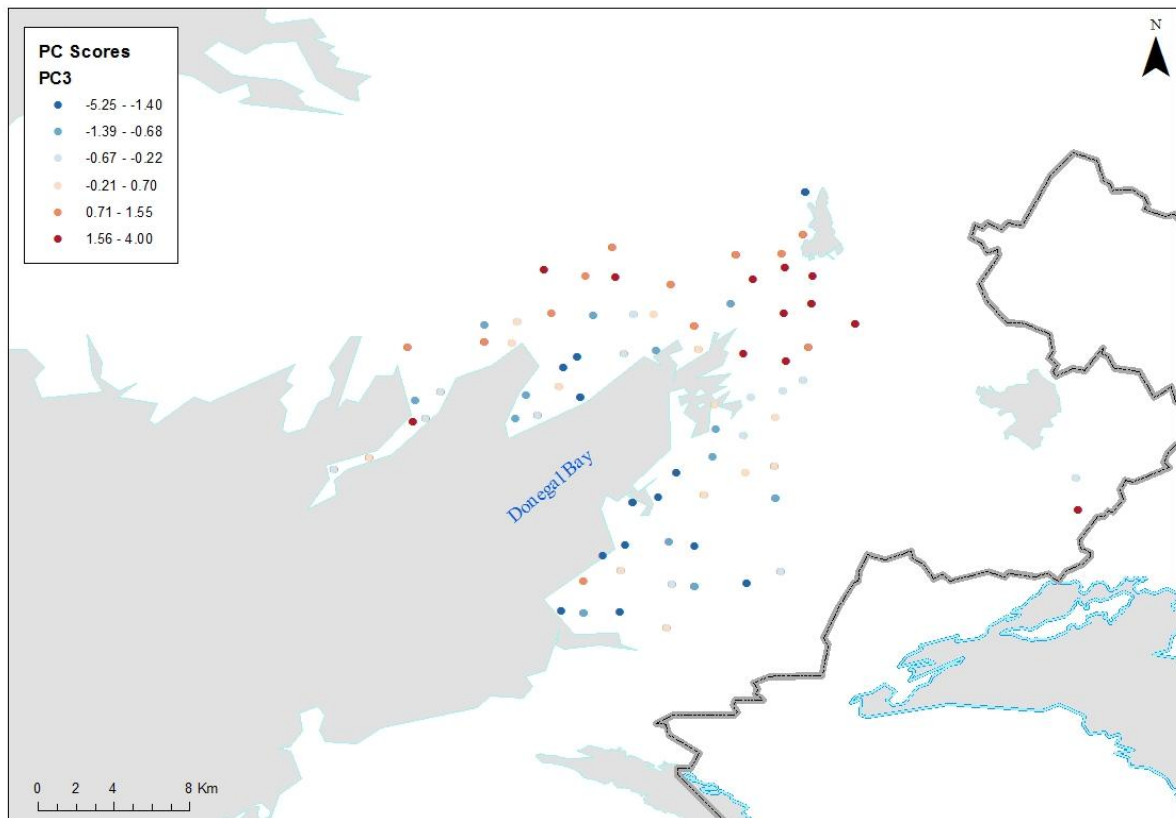 PC Scores
PC3
-5.25 - -1.40
-1.39 - -0.68
-0.67 - -0.22
-0.21 - 0.70
0.71 - 1.55
1.56 - 4.00
N
Donegal Bay
0 2 4 8 Km